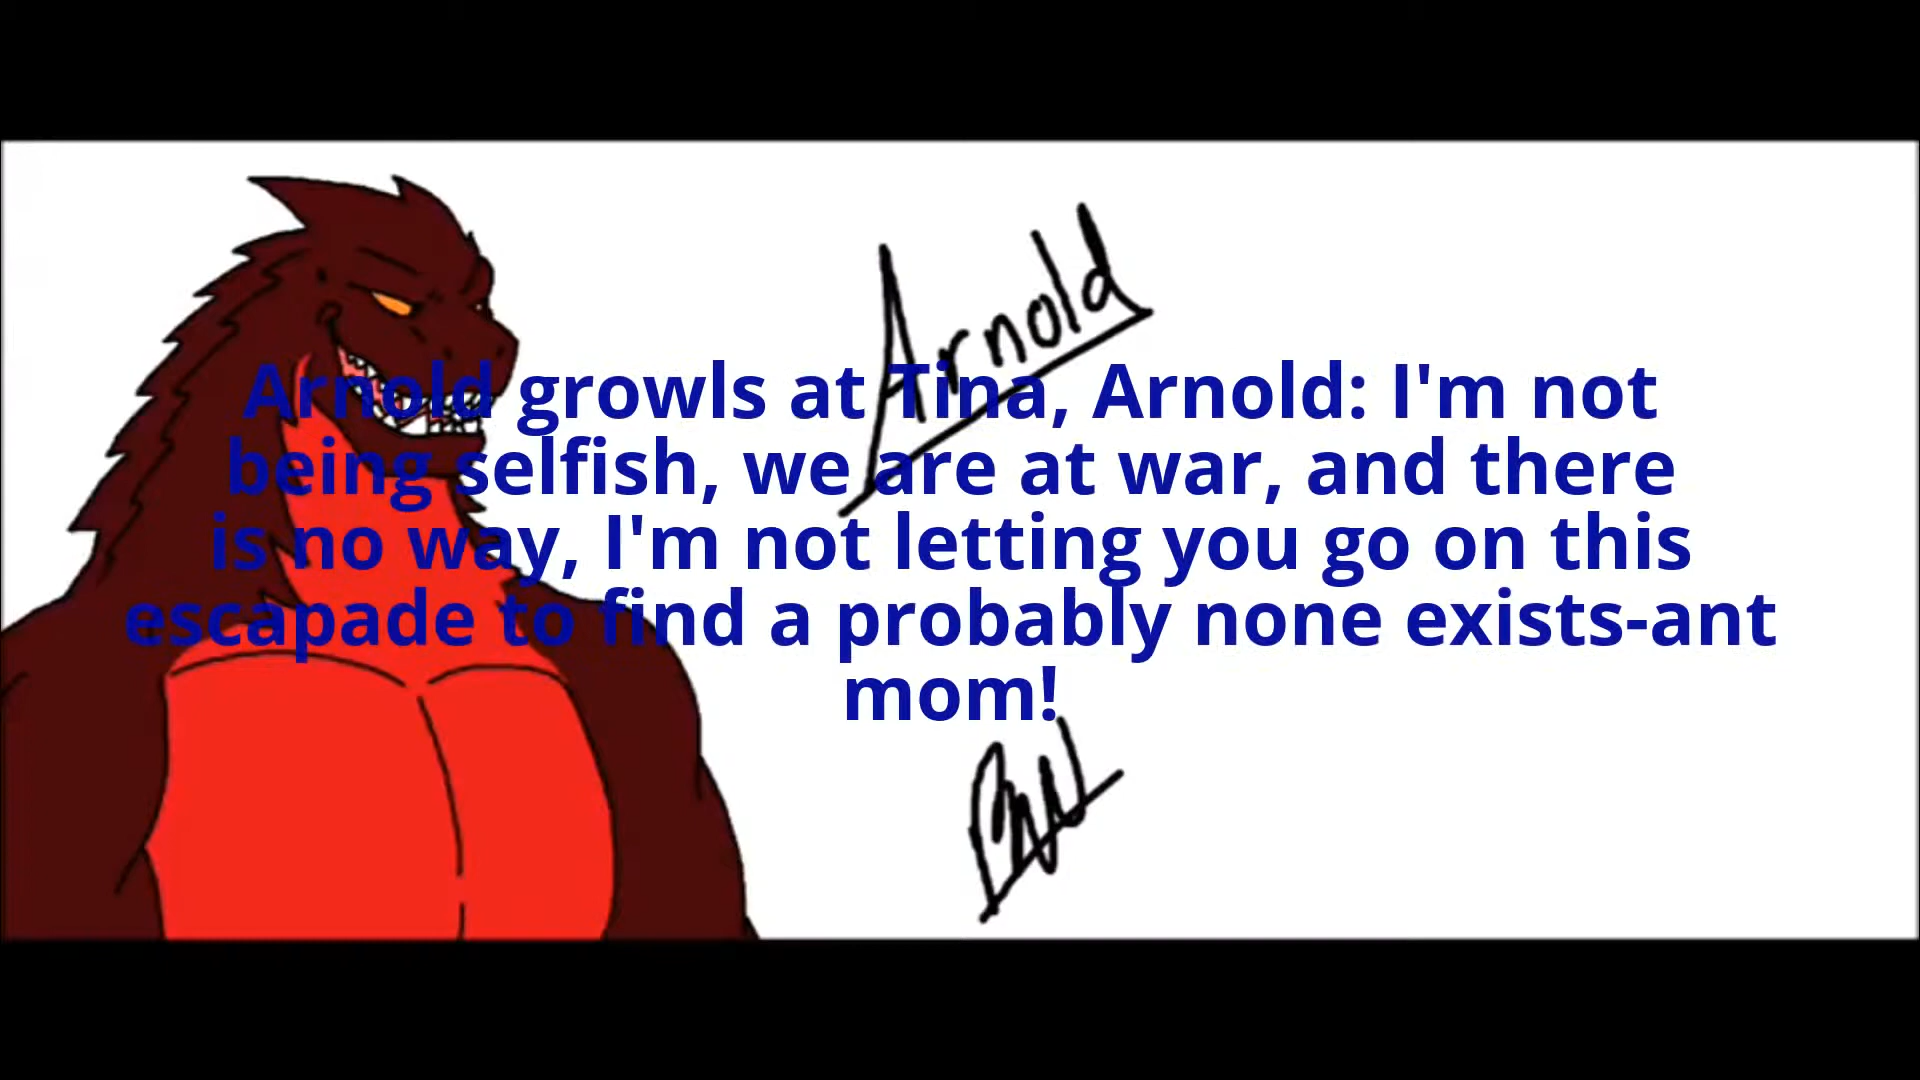 Arnold
Arnold growls at Tina, Arnold: I'm not
being selfish, we are at war, and there
is no way, I'm not letting you go on this
escapade to find a probably none exists-ant
mom!